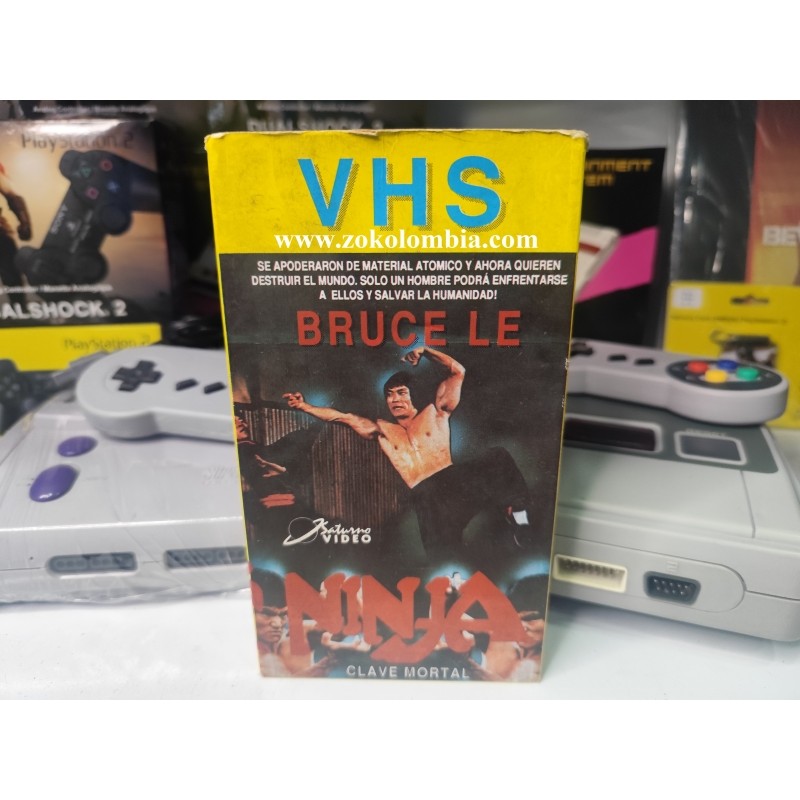 PlayStation 2
DUALSHOCK 2
SONY
ALSHOCK. 2
PlayStation 2
VHS
www.zokolombia.com
SE APODERARON DE MATERIAL ATOMICO Y AHORA QUIEREN
DESTRUIR EL MUNDO. SOLO UN HOMBRE PODRÁ ENFRENTARSE
A ELLOS Y SALVAR LA HUMANIDAD!
BRUCE LE
Saturno
VIDEO
NINJA
CLAVE MORTAL